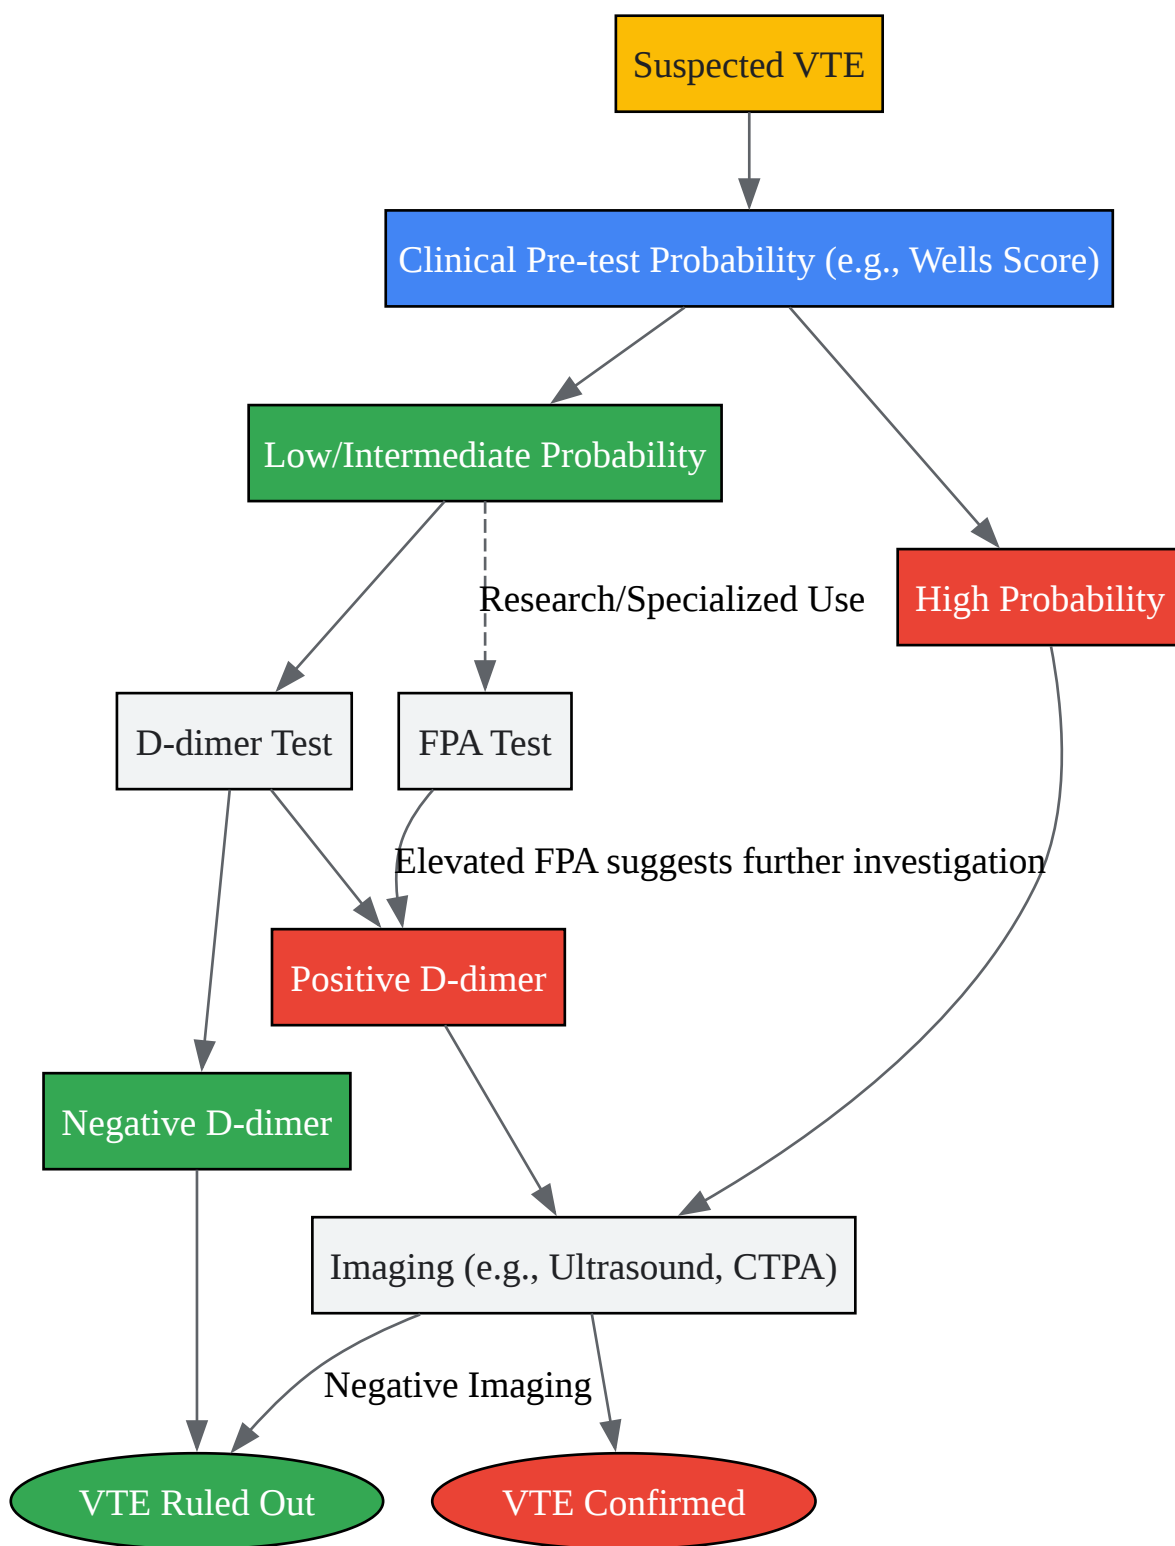 Suspected VTE
Clinical Pre-test Probability (e.g., Wells Score)
Low/Intermediate Probability
Research/Specialized Use
High Probability
D-dimer Test
FPA Test
Elevated FPA suggests further investigation
Positive D-dimer
Negative D-dimer
Imaging (e.g., Ultrasound, CTPA)
Negative Imaging
VTE Ruled Out
VTE Confirmed